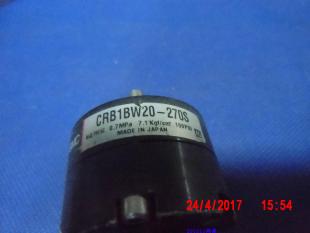 CRB1BW20-270S
0.7MPa 7.1Kgf/cm² 100PSI
MADE IN JAPAN
24/4/2017 15:54